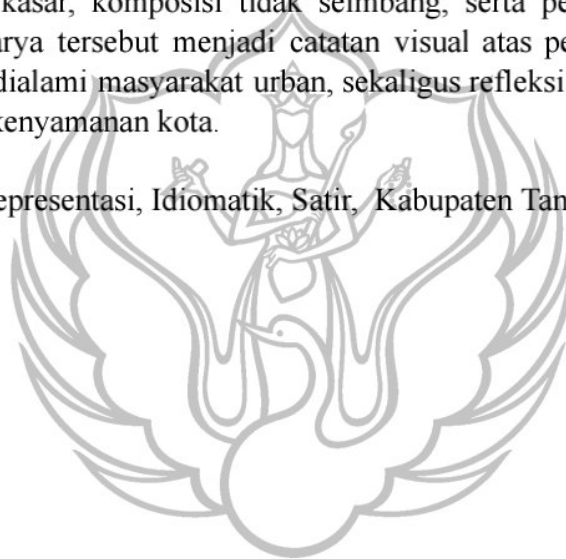 kasar, komposisi tidak seimbang, serta pe
arya tersebut menjadi catatan visual atas pe
dialami masyarakat urban, sekaligus refleksi
kenyamanan kota.
epresentasi, Idiomatik, Satir, Kabupaten Tan